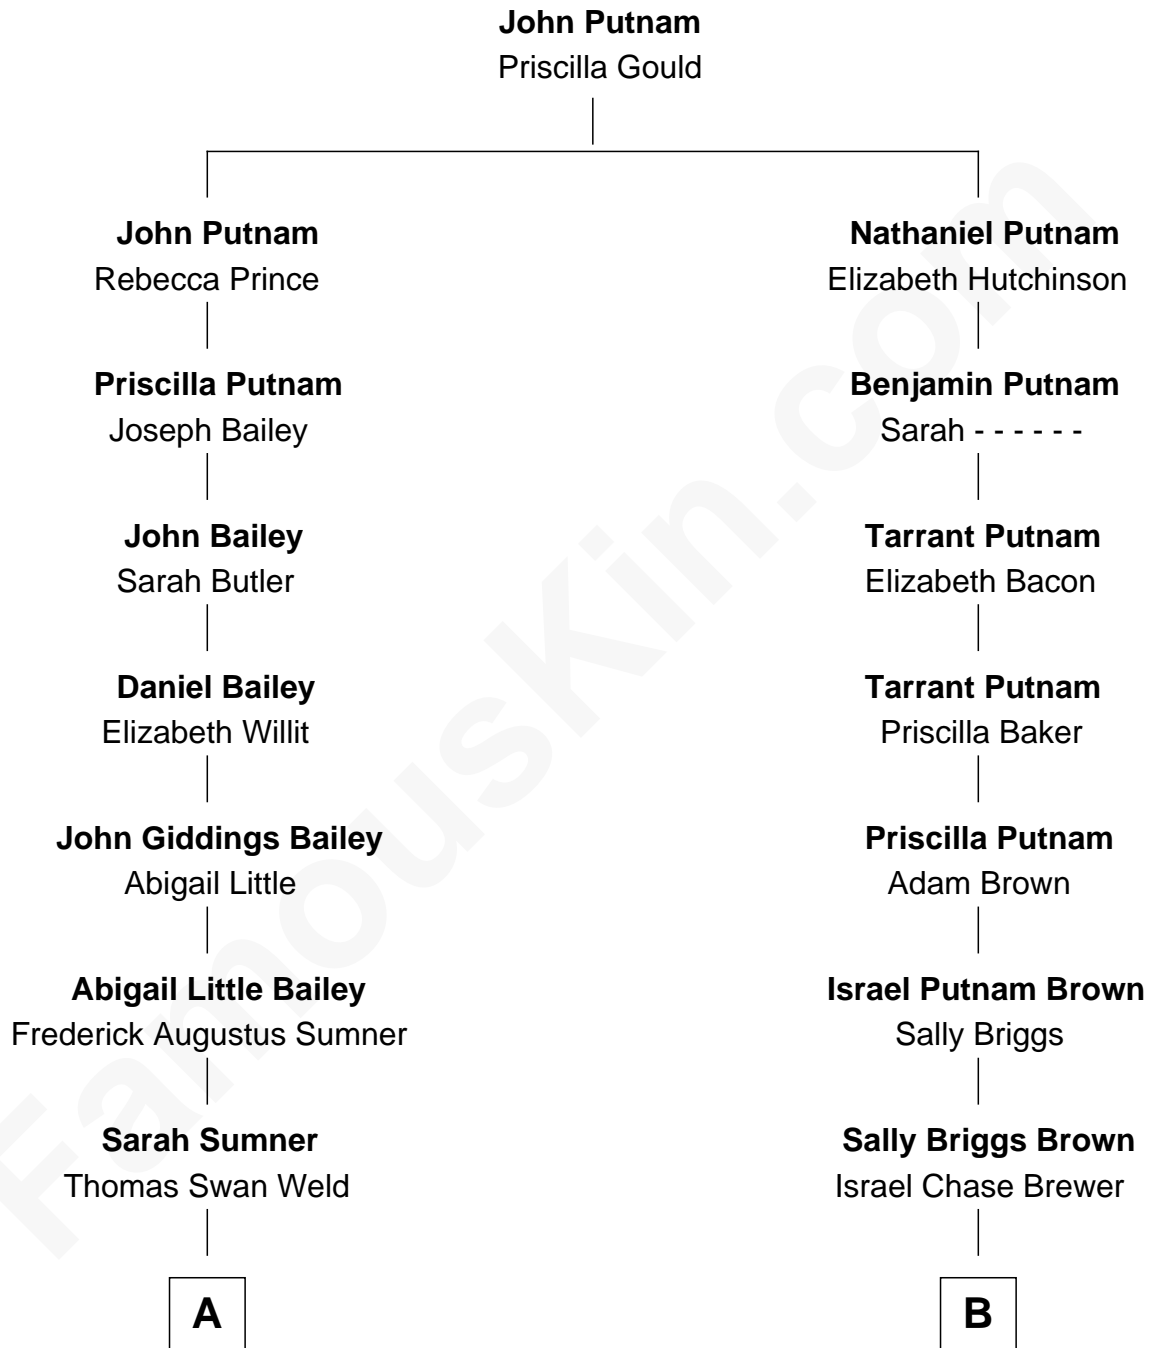 John Putnam
Priscilla Gould
John Putnam
Rebecca Prince
Nathaniel Putnam
Elizabeth Hutchinson
Priscilla Putnam
Joseph Bailey
Benjamin Putnam
Sarah - - - - - -
John Bailey
Sarah Butler
Tarrant Putnam
Elizabeth Bacon
Daniel Bailey
Elizabeth Willit
Tarrant Putnam
Priscilla Baker
John Giddings Bailey
Abigail Little
Priscilla Putnam
Adam Brown
Abigail Little Bailey
Frederick Augustus Sumner
Israel Putnam Brown
Sally Briggs
Sarah Sumner
Thomas Swan Weld
Sally Briggs Brown
Israel Chase Brewer
A
B
FamousKin.com